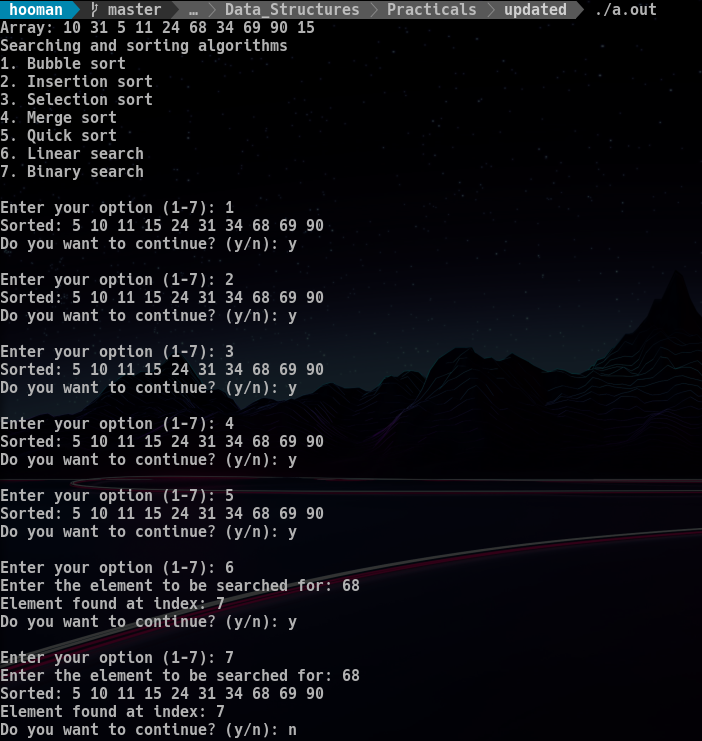 hooman master … Data_Structures Practicals updated ./a.out
Array: 10 31 5 11 24 68 34 69 90 15
Searching and sorting algorithms
1. Bubble sort
2. Insertion sort
3. Selection sort
4. Merge sort
5. Quick sort
6. Linear search
7. Binary search

Enter your option (1-7): 1
Sorted: 5 10 11 15 24 31 34 68 69 90
Do you want to continue? (y/n): y

Enter your option (1-7): 2
Sorted: 5 10 11 15 24 31 34 68 69 90
Do you want to continue? (y/n): y

Enter your option (1-7): 3
Sorted: 5 10 11 15 24 31 34 68 69 90
Do you want to continue? (y/n): y

Enter your option (1-7): 4
Sorted: 5 10 11 15 24 31 34 68 69 90
Do you want to continue? (y/n): y

Enter your option (1-7): 5
Sorted: 5 10 11 15 24 31 34 68 69 90
Do you want to continue? (y/n): y

Enter your option (1-7): 6
Enter the element to be searched for: 68
Element found at index: 7
Do you want to continue? (y/n): y

Enter your option (1-7): 7
Enter the element to be searched for: 68
Sorted: 5 10 11 15 24 31 34 68 69 90
Element found at index: 7
Do you want to continue? (y/n): n